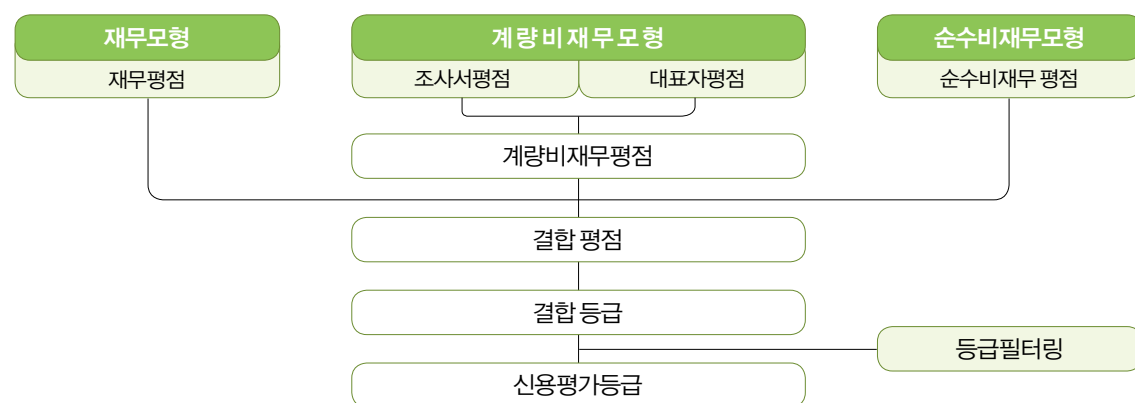 재무모형
재무평점
계량비재무모형
조사서평점
대표자평점
순수비재무모형
순수비재무 평점
계량비재무평점
결합 평점
결합 등급
등급필터링
신용평가등급